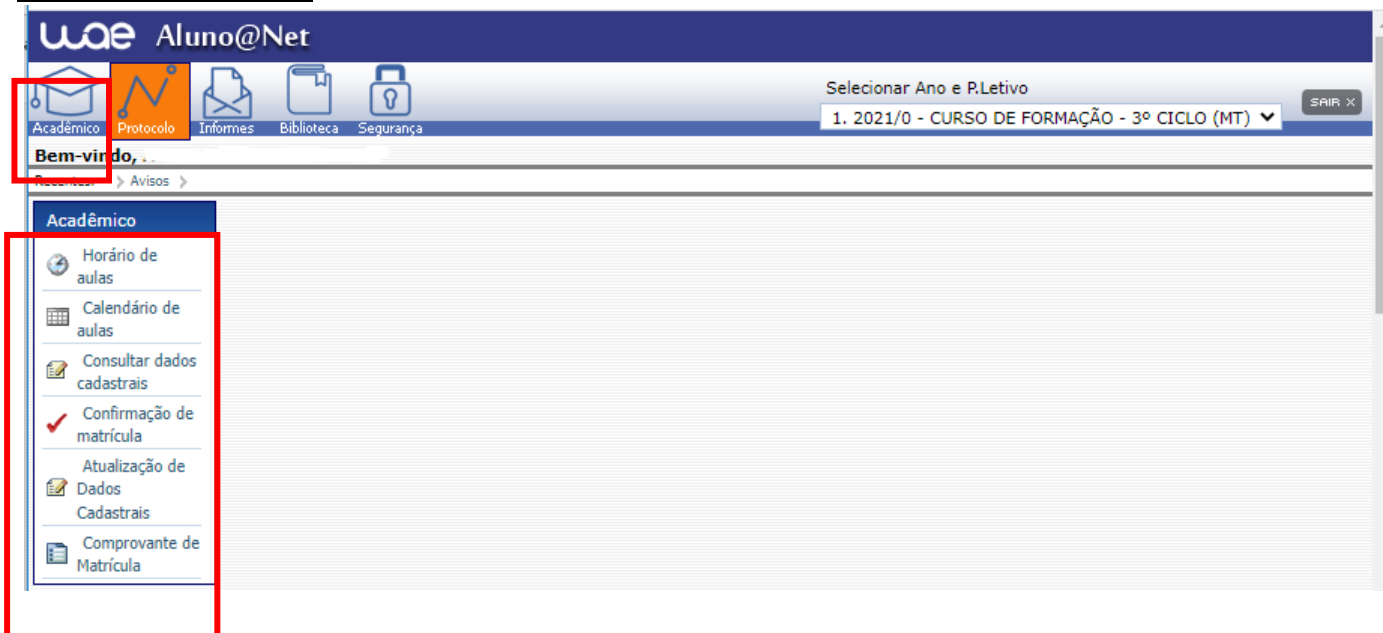 uae Aluno@Net
Selecionar Ano e P.Letivo
SAIR X
1. 2021/0 - CURSO DE FORMAÇÃO - 3º CICLO (MT)
Acadêmico Protocolo Informes Biblioteca Segurança
Bem-vindo,
> Avisos >
Acadêmico
Horário de
aulas
Calendário de
aulas
Consultar dados
cadastrais
Confirmação de
matrícula
Atualização de
Dados
Cadastrais
Comprovante de
Matrícula